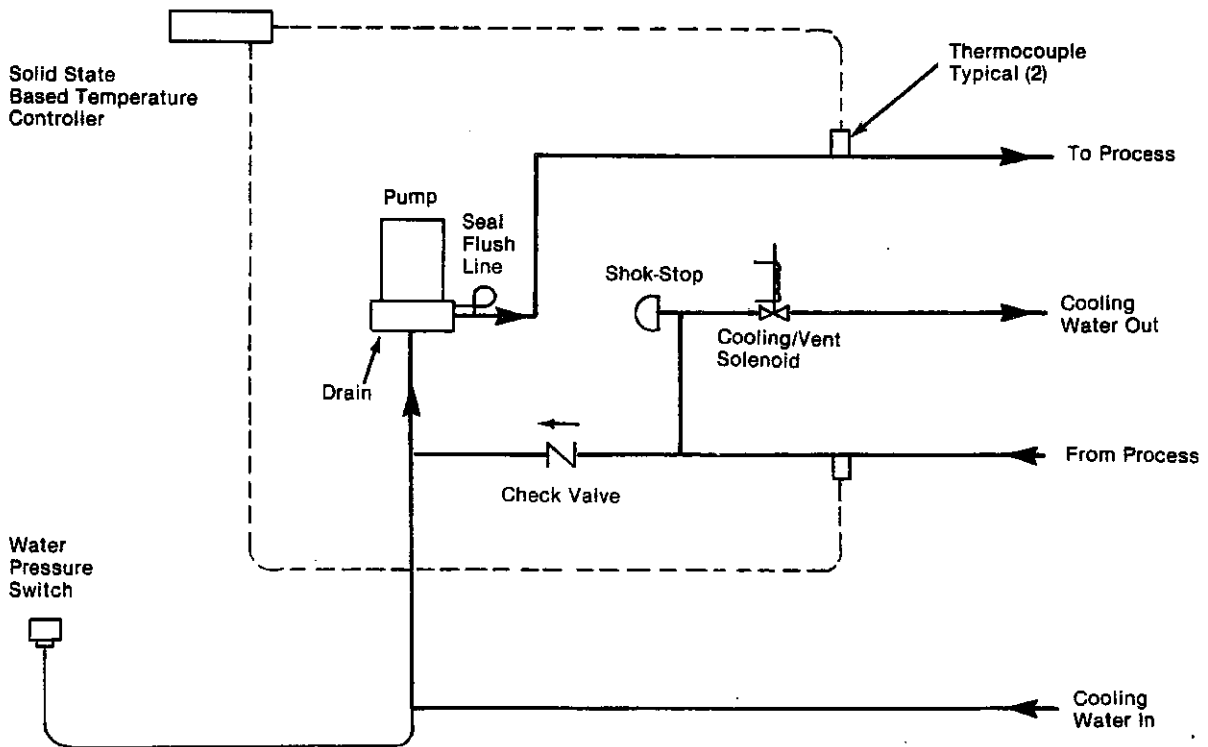 Solid State
Based Temperature
Controller
Thermocouple
Typical (2)
To Process
Pump
Seal
Flush
Line
Shok-Stop
Cooling/Vent
Solenoid
Cooling
Water Out
Drain
Check Valve
From Process
Water
Pressure
Switch
Cooling
Water In